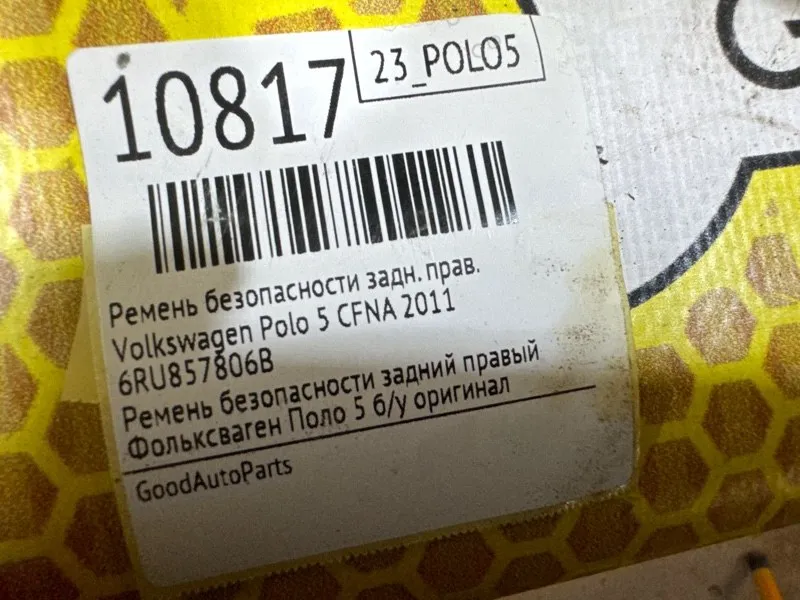 10817
23_POLO5
Ремень безопасности задн. прав.
Volkswagen Polo 5 CFNA 2011
6RU857806B
Ремень безопасности задний правый
Фольксваген Поло 5 б/у оригинал
GoodAutoParts